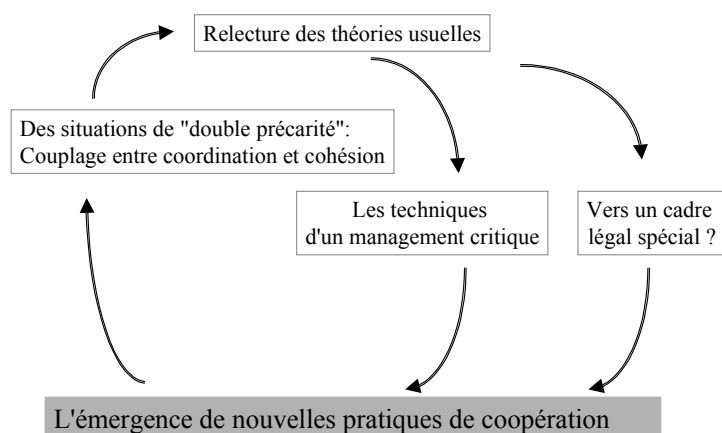 Relecture des théories usuelles
Des situations de "double précarité":
Couplage entre coordination et cohésion
Les techniques
d'un management critique
Vers un cadre
légal spécial ?
L'émergence de nouvelles pratiques de coopération